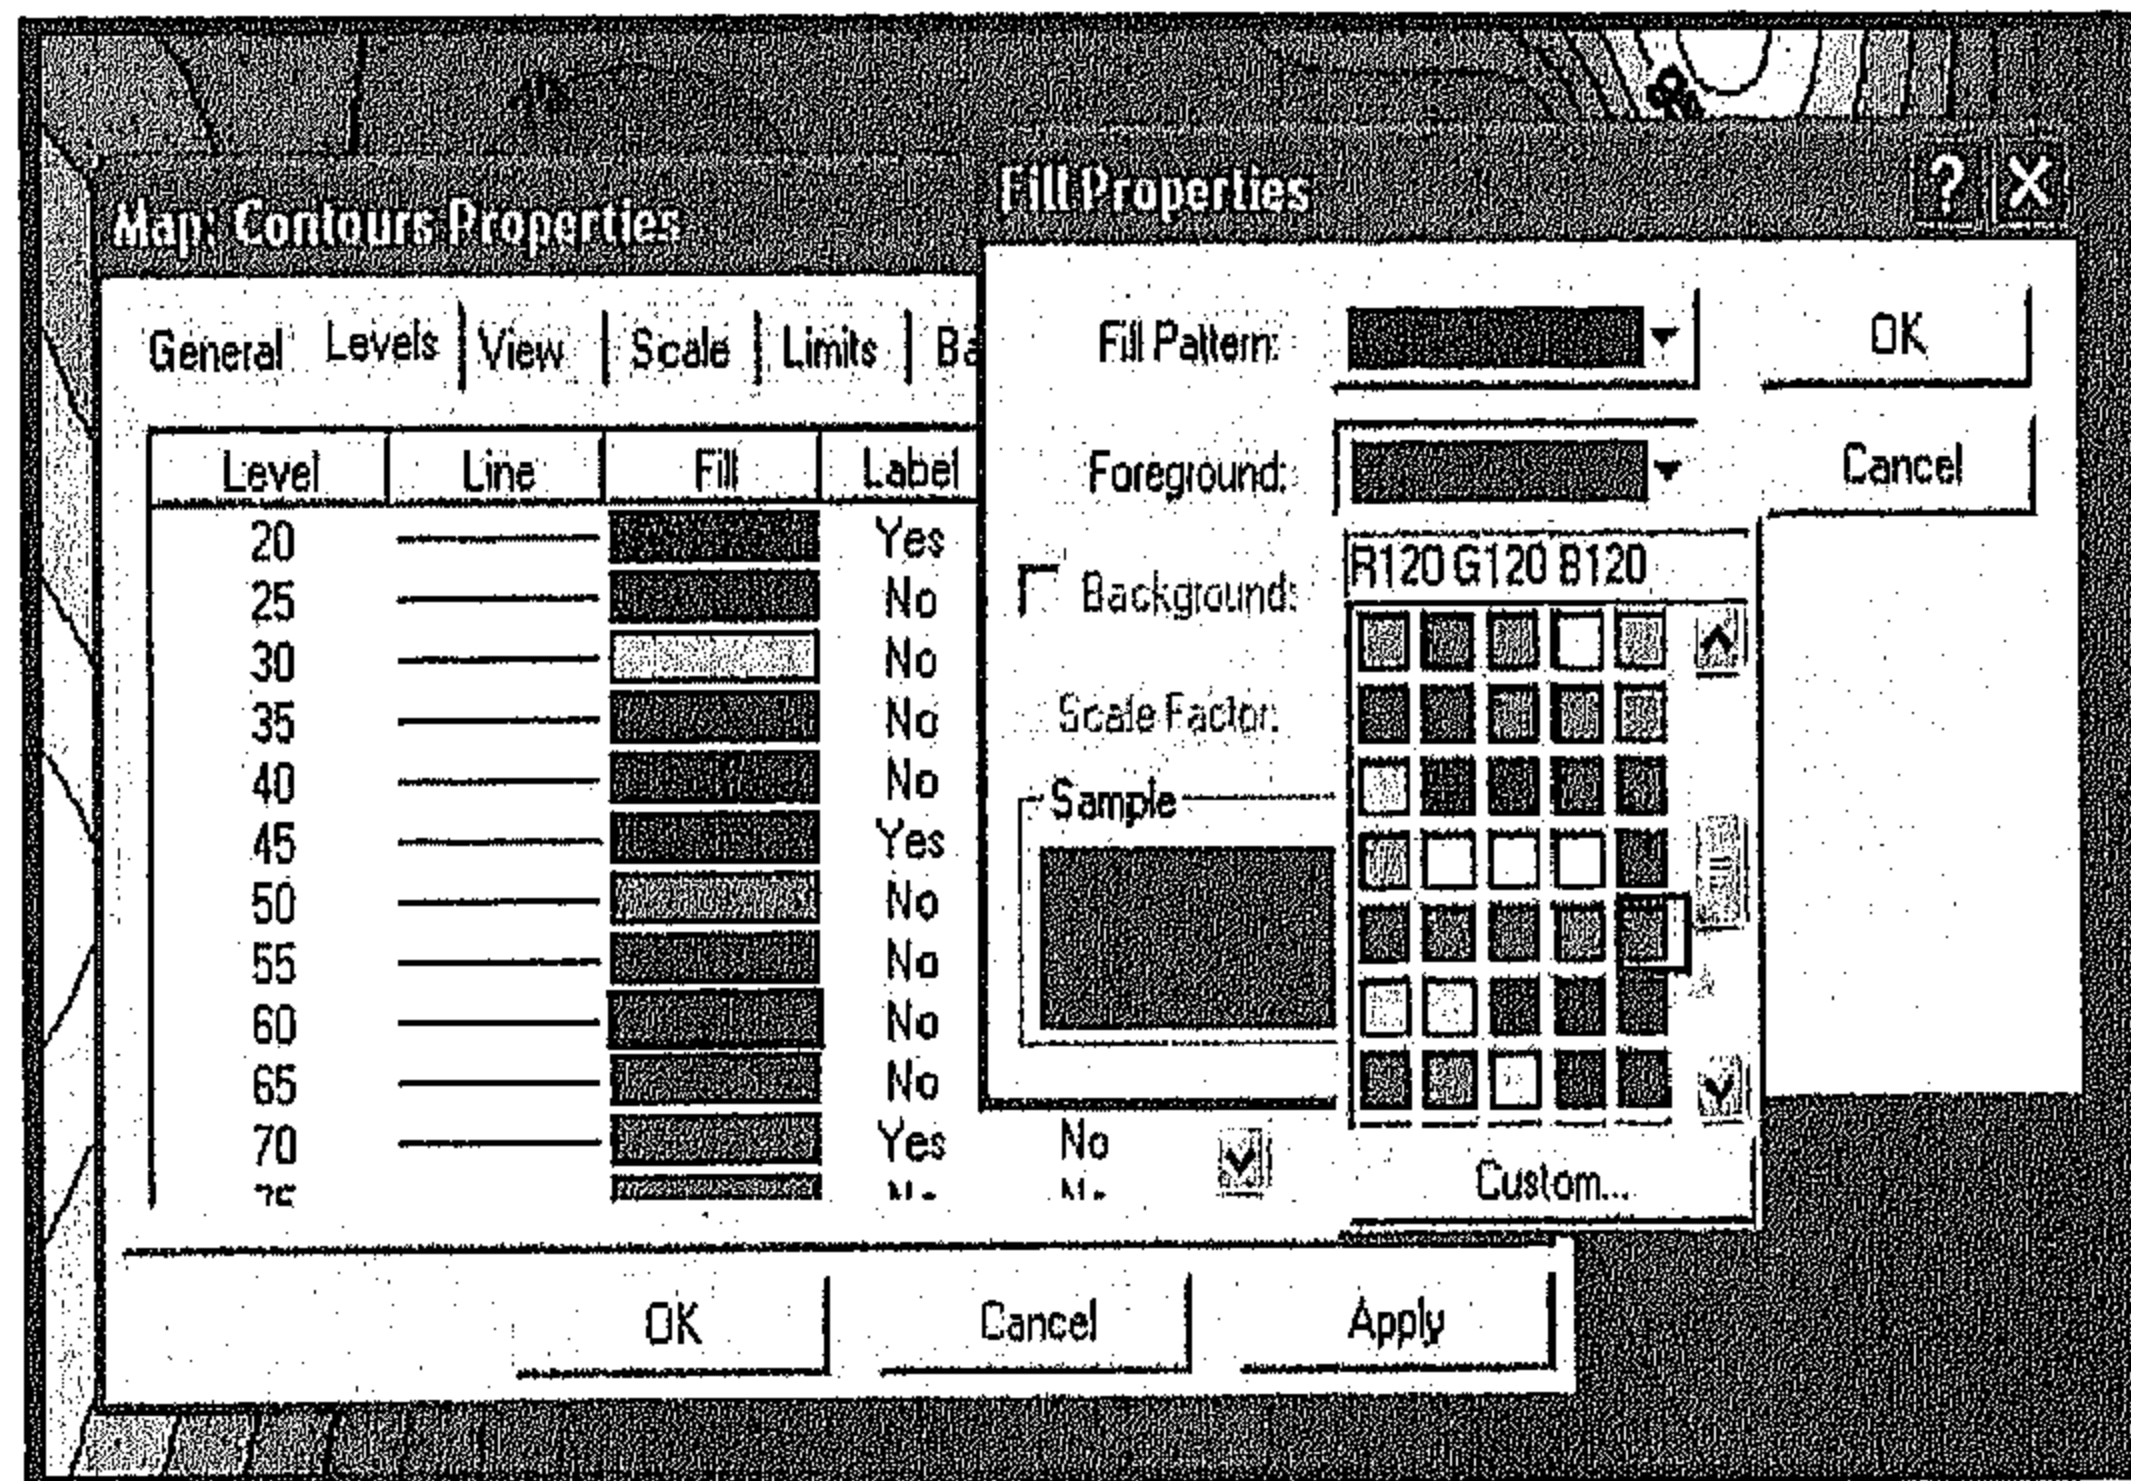 Map: Contours Properties
General Levels View Scale Limits Ba
Level Line Fill Label
20 Yes
25 No
30 No
35 No
40 No
45 Yes
50 No
55 No
60 No
65 No
70 Yes No
OK Cancel Apply
Fill Properties
Fill Pattern: OK
Foreground: Cancel
R120 G120 B120
Background:
Scale Factor:
Sample
Custom...